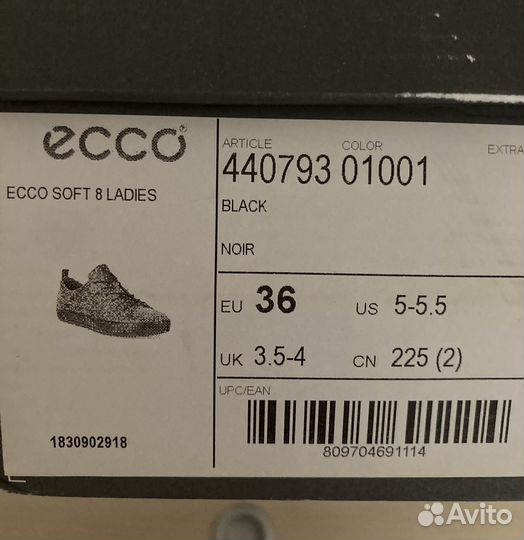 ecco®
ECCO SOFT 8 LADIES
1830902918
ARTICLE COLOR EXTRA
440793 01001
BLACK
NOIR
EU 36 US 5-5.5
UK 3.5-4 CN 225 (2)
UPC/EAN
809704691114
Avito